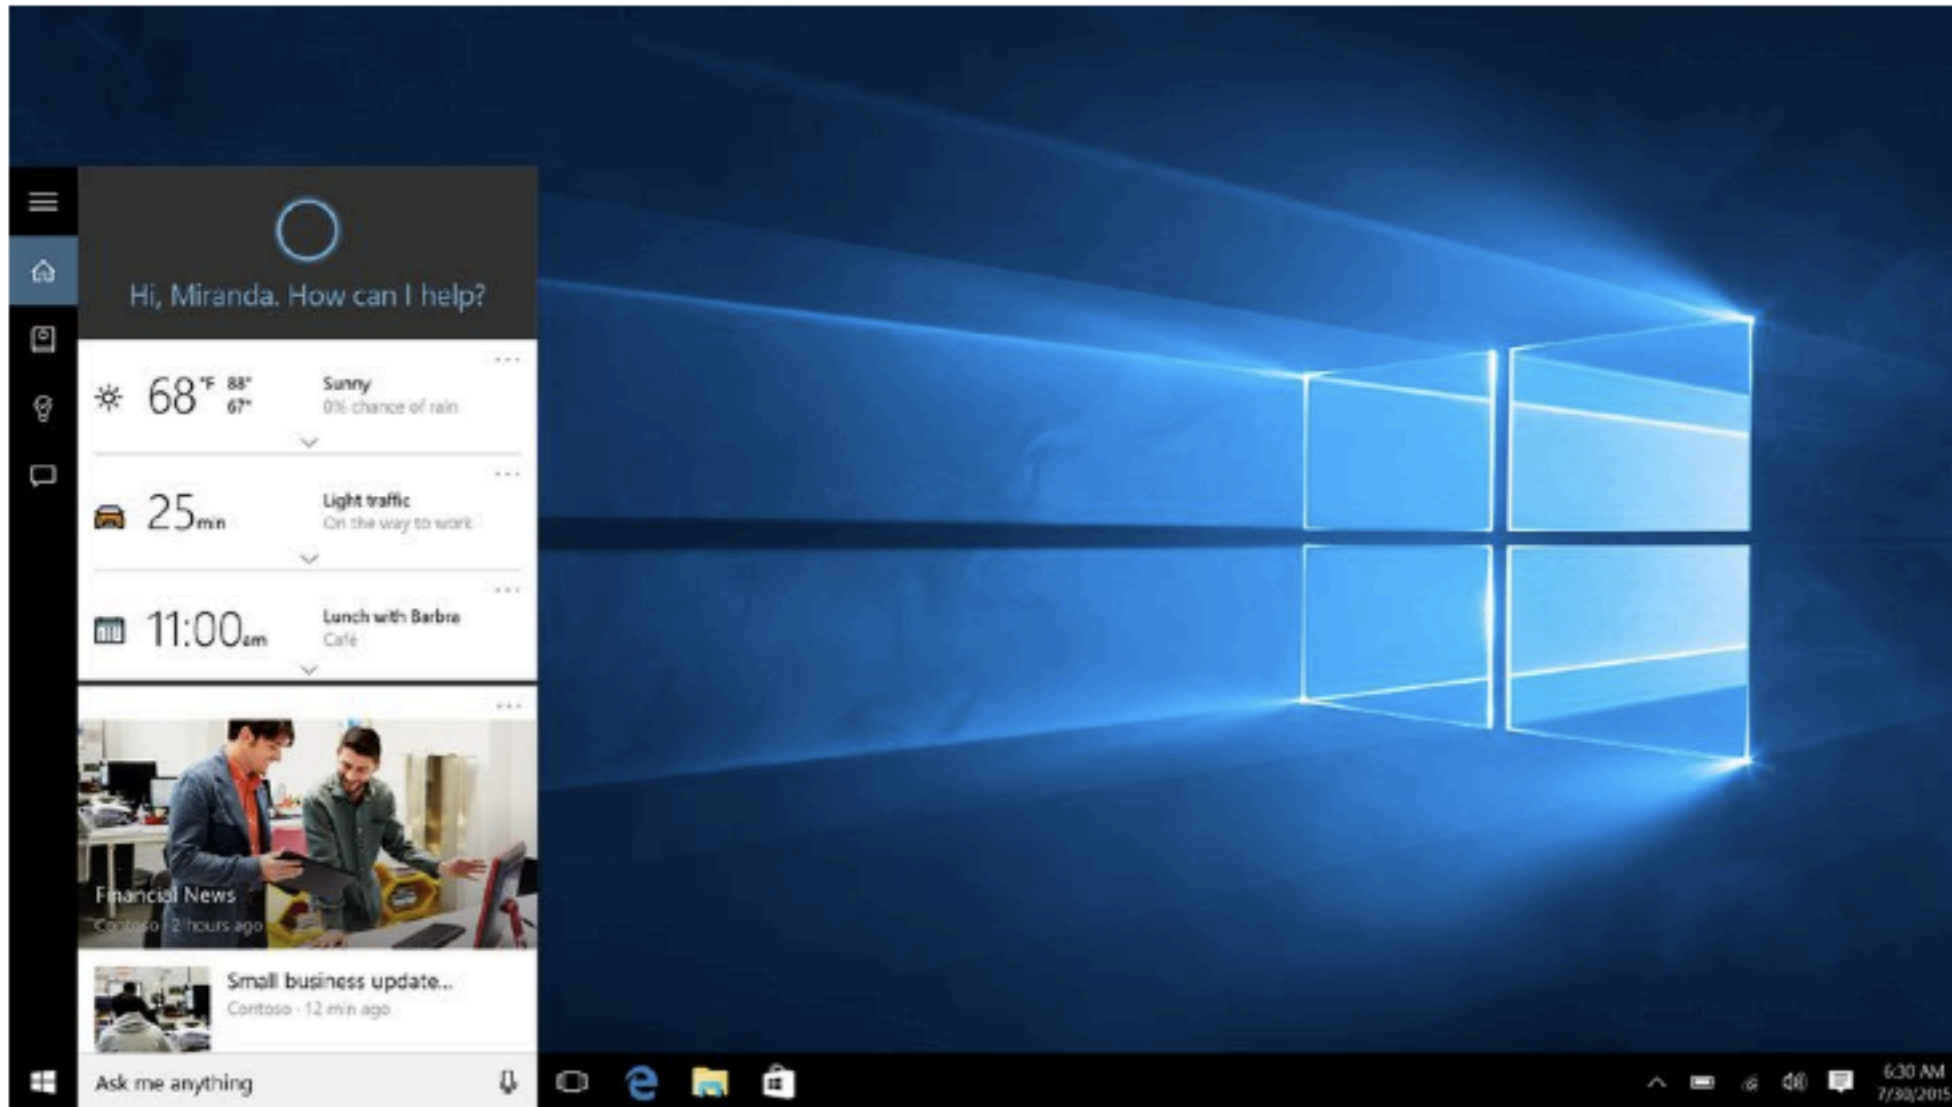 Hi, Miranda. How can I help?
68°F 88° 67°
Sunny
0% chance of rain
25min
Light traffic
On the way to work
11:00am
Lunch with Barbra
Café
Financial News
Contoso · 2 hours ago
Small business update...
Contoso · 12 min ago
Ask me anything
6:30 AM
7/30/2015